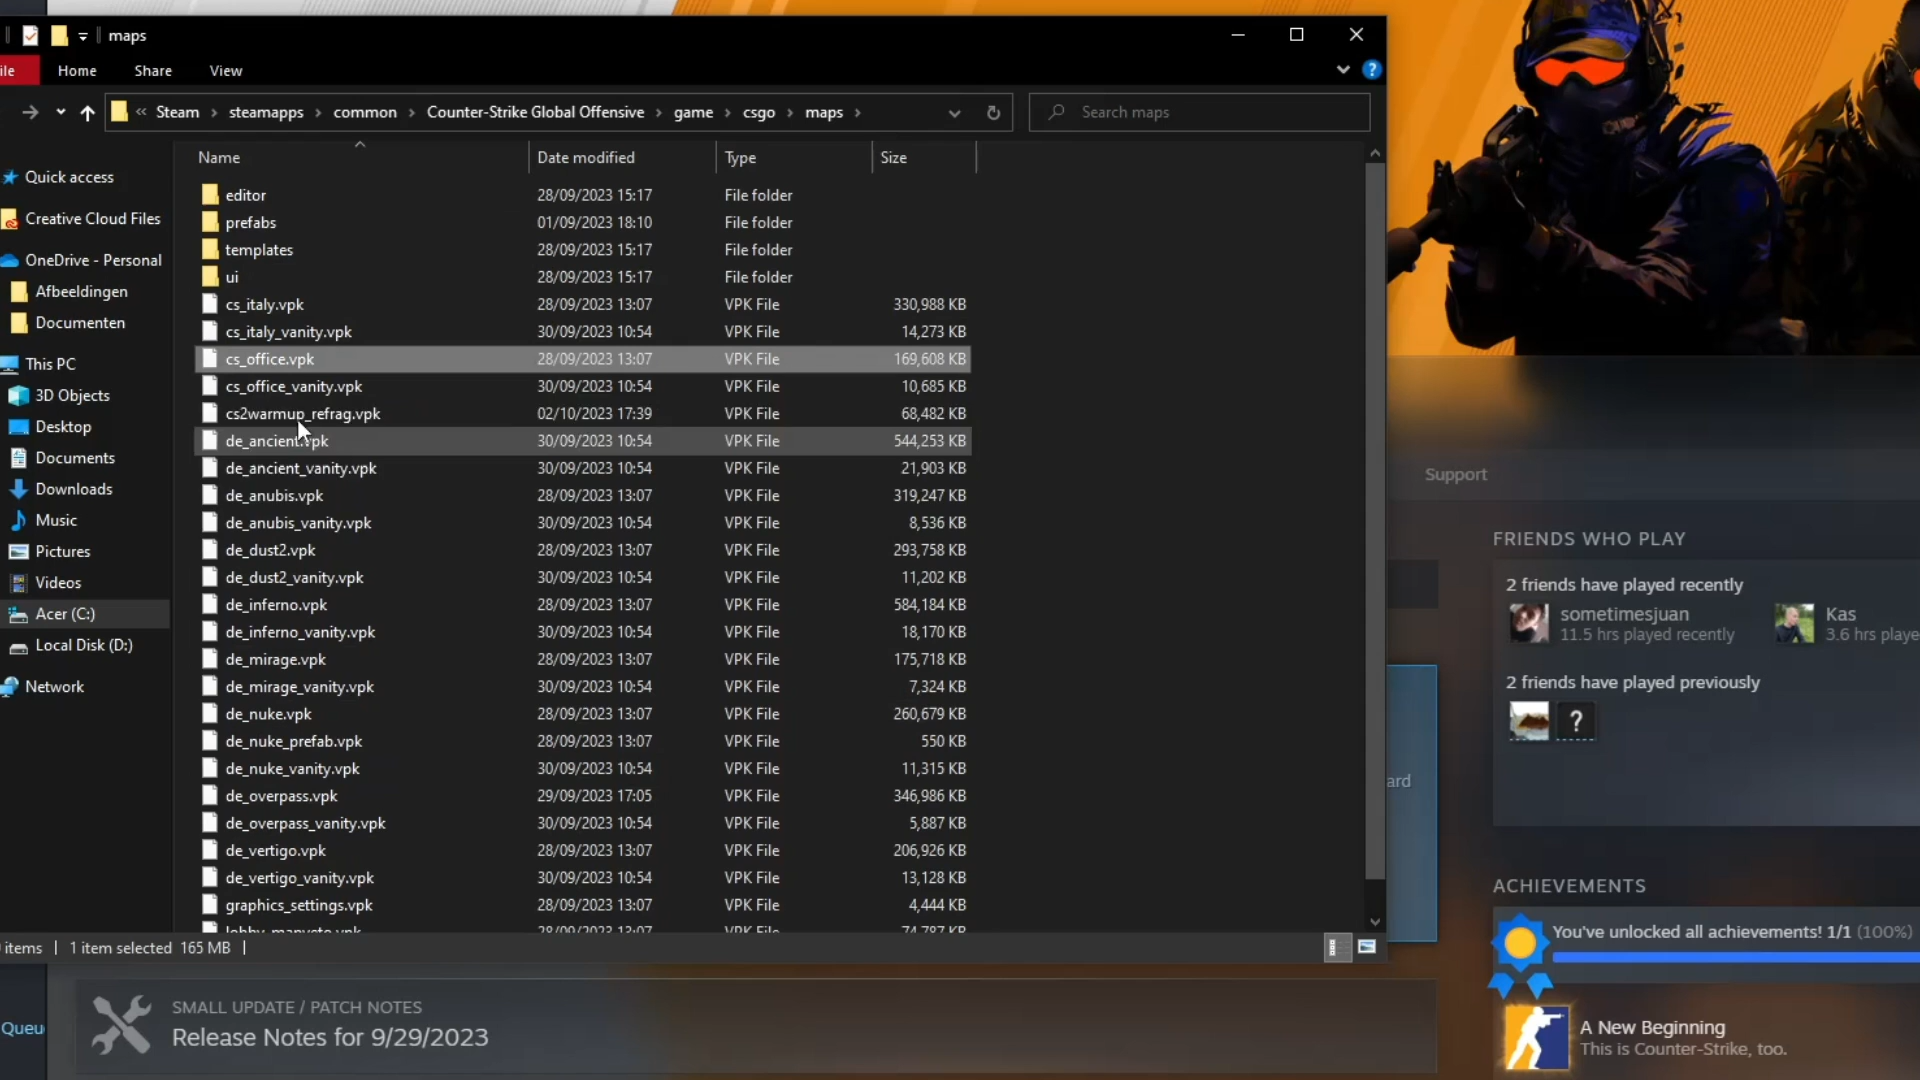 maps
ile Home Share View
« Steam › steamapps › common › Counter-Strike Global Offensive › game › csgo › maps ›
Search maps
Name Date modified Type Size
Quick access
Creative Cloud Files
OneDrive - Personal
Afbeeldingen
Documenten
This PC
3D Objects
Desktop
Documents
Downloads
Music
Pictures
Videos
Acer (C:)
Local Disk (D:)
Network
editor 28/09/2023 15:17 File folder
prefabs 01/09/2023 18:10 File folder
templates 28/09/2023 15:17 File folder
ui 28/09/2023 15:17 File folder
cs_italy.vpk 28/09/2023 13:07 VPK File 330,988 KB
cs_italy_vanity.vpk 30/09/2023 10:54 VPK File 14,273 KB
cs_office.vpk 28/09/2023 13:07 VPK File 169,608 KB
cs_office_vanity.vpk 30/09/2023 10:54 VPK File 10,685 KB
cs2warmup_refrag.vpk 02/10/2023 17:39 VPK File 68,482 KB
de_ancient.vpk 30/09/2023 10:54 VPK File 544,253 KB
de_ancient_vanity.vpk 30/09/2023 10:54 VPK File 21,903 KB
de_anubis.vpk 28/09/2023 13:07 VPK File 319,247 KB
de_anubis_vanity.vpk 30/09/2023 10:54 VPK File 8,536 KB
de_dust2.vpk 28/09/2023 13:07 VPK File 293,758 KB
de_dust2_vanity.vpk 30/09/2023 10:54 VPK File 11,202 KB
de_inferno.vpk 28/09/2023 13:07 VPK File 584,184 KB
de_inferno_vanity.vpk 30/09/2023 10:54 VPK File 18,170 KB
de_mirage.vpk 28/09/2023 13:07 VPK File 175,718 KB
de_mirage_vanity.vpk 30/09/2023 10:54 VPK File 7,324 KB
de_nuke.vpk 28/09/2023 13:07 VPK File 260,679 KB
de_nuke_prefab.vpk 28/09/2023 13:07 VPK File 550 KB
de_nuke_vanity.vpk 30/09/2023 10:54 VPK File 11,315 KB
de_overpass.vpk 29/09/2023 17:05 VPK File 346,986 KB
de_overpass_vanity.vpk 30/09/2023 10:54 VPK File 5,887 KB
de_vertigo.vpk 28/09/2023 13:07 VPK File 206,926 KB
de_vertigo_vanity.vpk 30/09/2023 10:54 VPK File 13,128 KB
graphics_settings.vpk 28/09/2023 13:07 VPK File 4,444 KB
28/09/2023 13:07 VPK File 74,787 KB
items 1 item selected 165 MB
Support
FRIENDS WHO PLAY
2 friends have played recently
sometimesjuan
11.5 hrs played recently
Kas
3.6 hrs playe
2 friends have played previously
?
ard
ACHIEVEMENTS
You've unlocked all achievements! 1/1 (100%)
A New Beginning
This is Counter-Strike, too.
SMALL UPDATE / PATCH NOTES
Release Notes for 9/29/2023
Queu